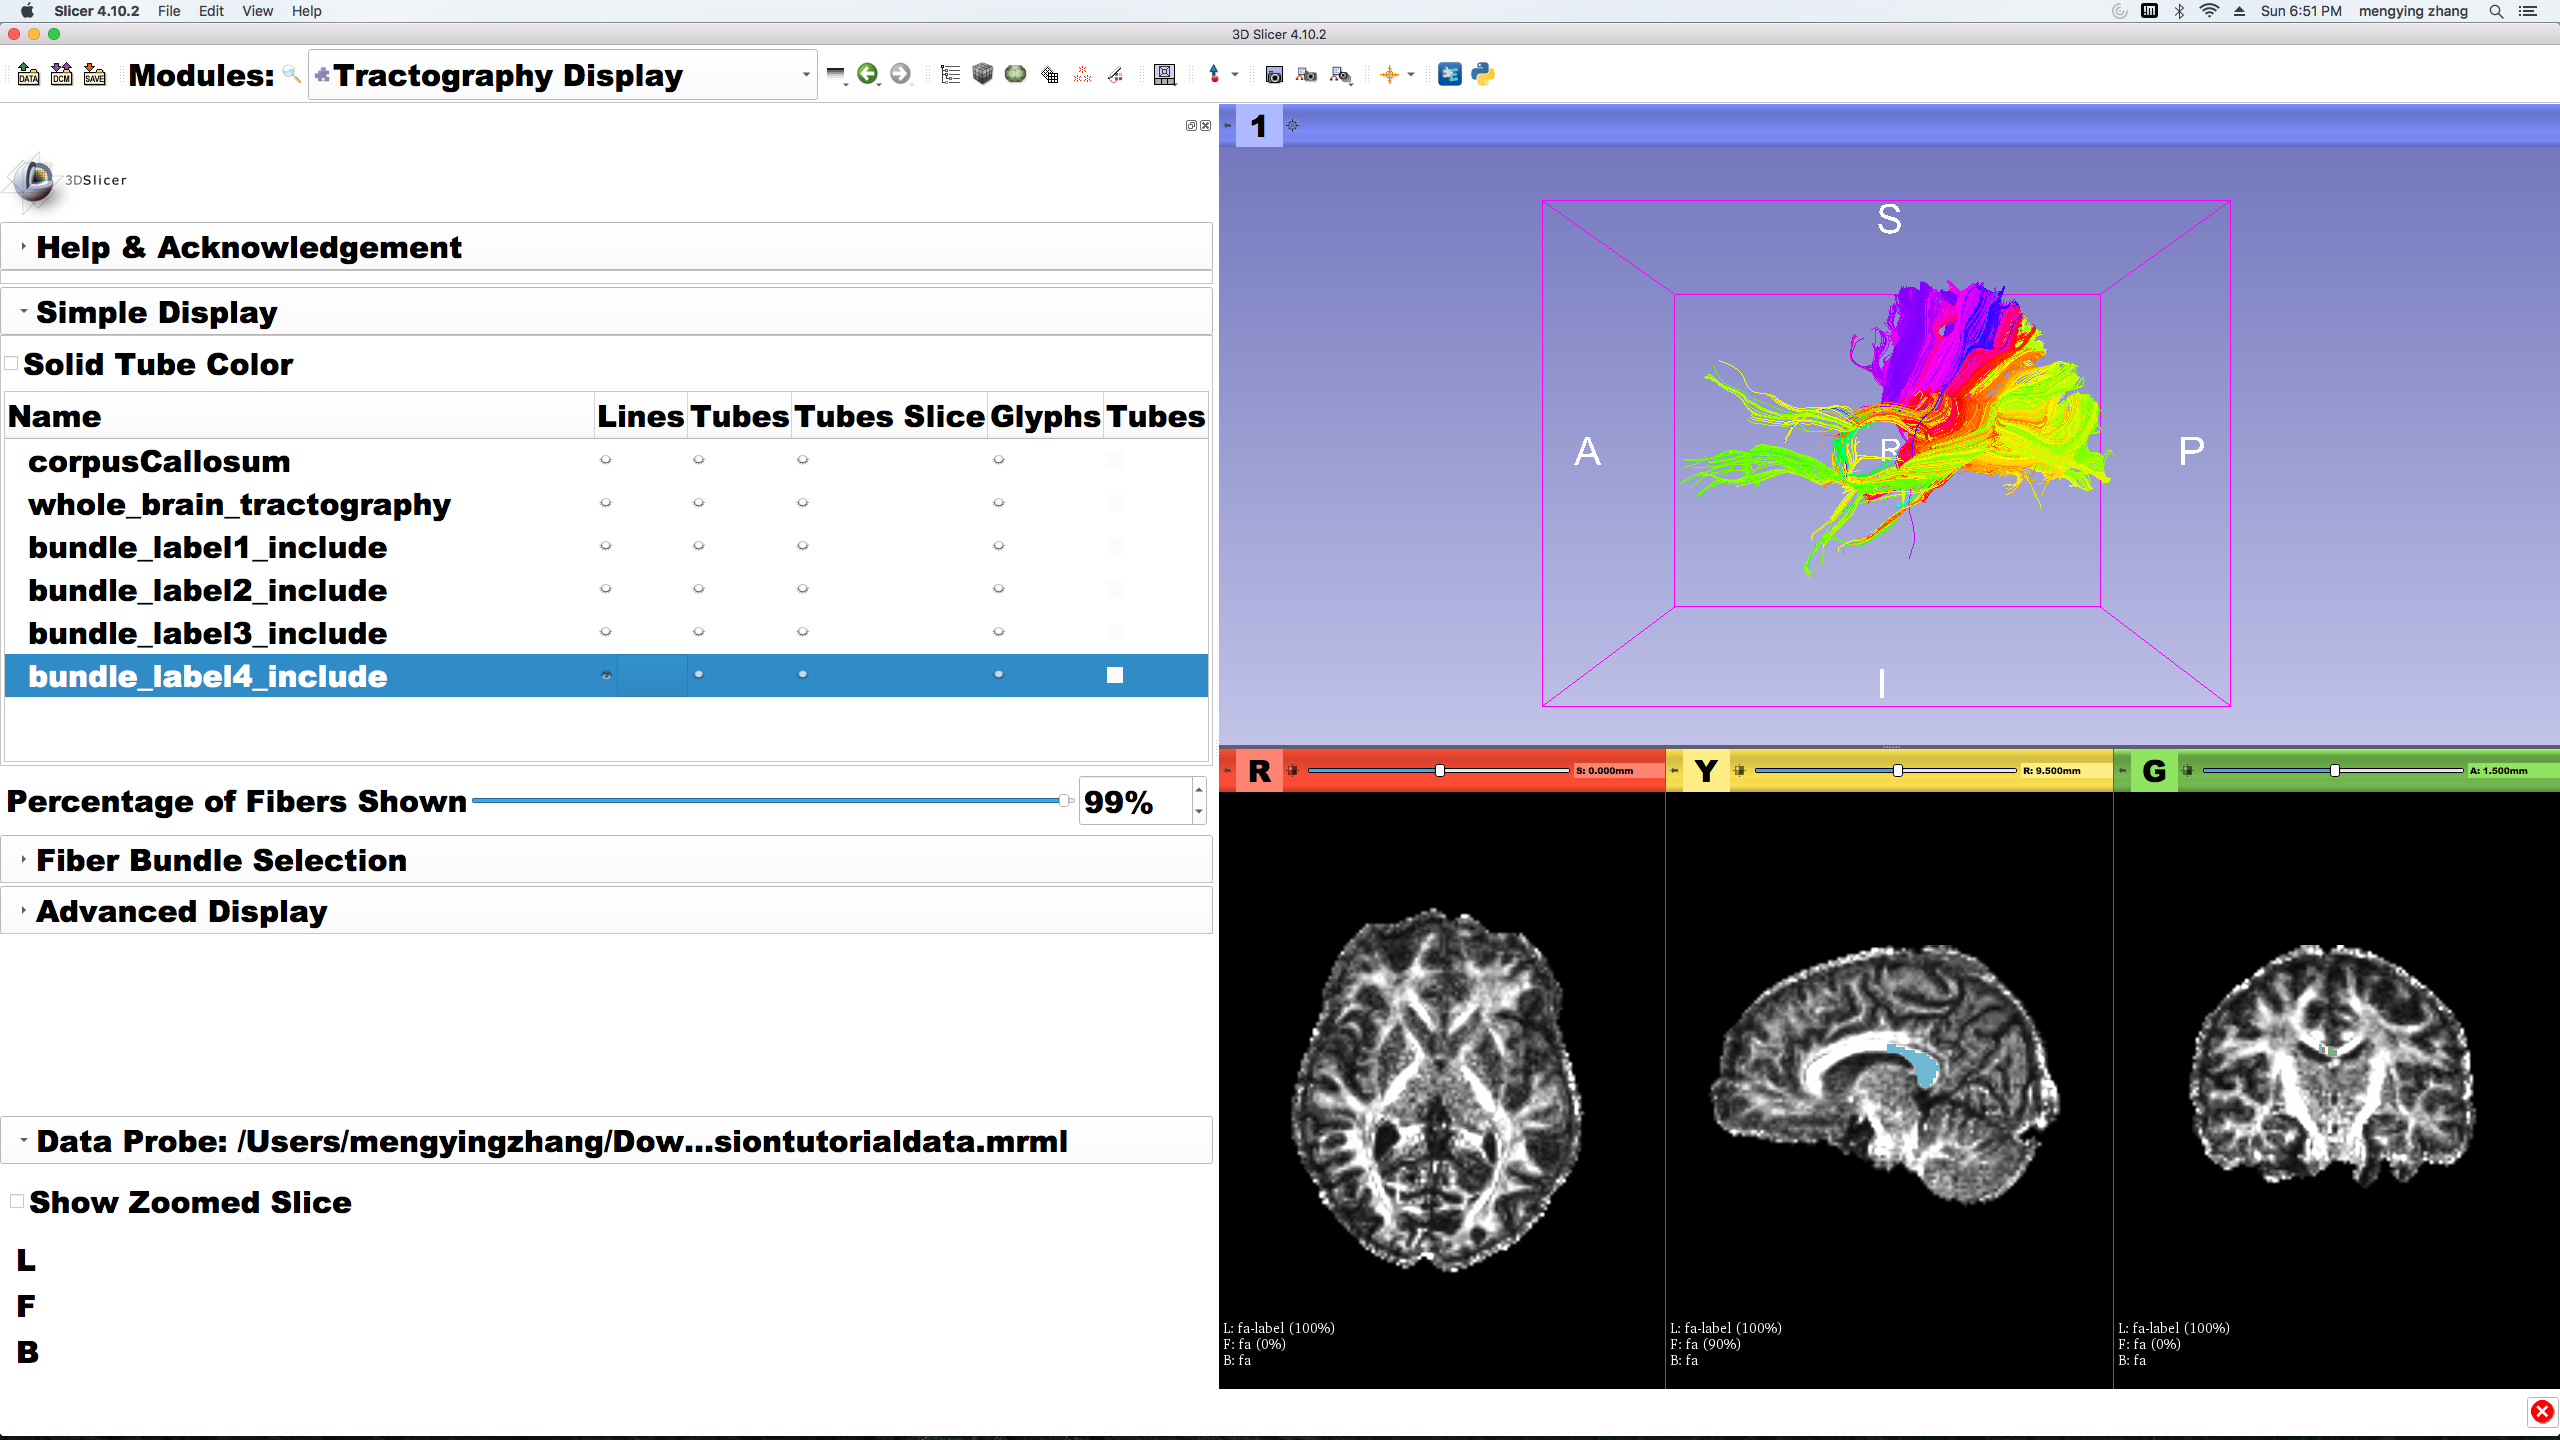 Slicer 4.10.2 File Edit View Help Sun 6:51 PM mengying zhang
3D Slicer 4.10.2
DATA DCM SAVE Modules: Tractography Display
1
3DSlicer
Help & Acknowledgement
Simple Display
Solid Tube Color
Name Lines Tubes Tubes Slice Glyphs Tubes
corpusCallosum
whole_brain_tractography
bundle_label1_include
bundle_label2_include
bundle_label3_include
bundle_label4_include
Percentage of Fibers Shown 99%
Fiber Bundle Selection
Advanced Display
Data Probe: /Users/mengyingzhang/Dow...siontutorialdata.mrml
Show Zoomed Slice
L
F
B
S
A R P
I
R S: 0.000mm
Y R: 9.500mm
G A: 1.500mm
L: fa-label (100%)
F: fa (0%)
B: fa
L: fa-label (100%)
F: fa (90%)
B: fa
L: fa-label (100%)
F: fa (0%)
B: fa